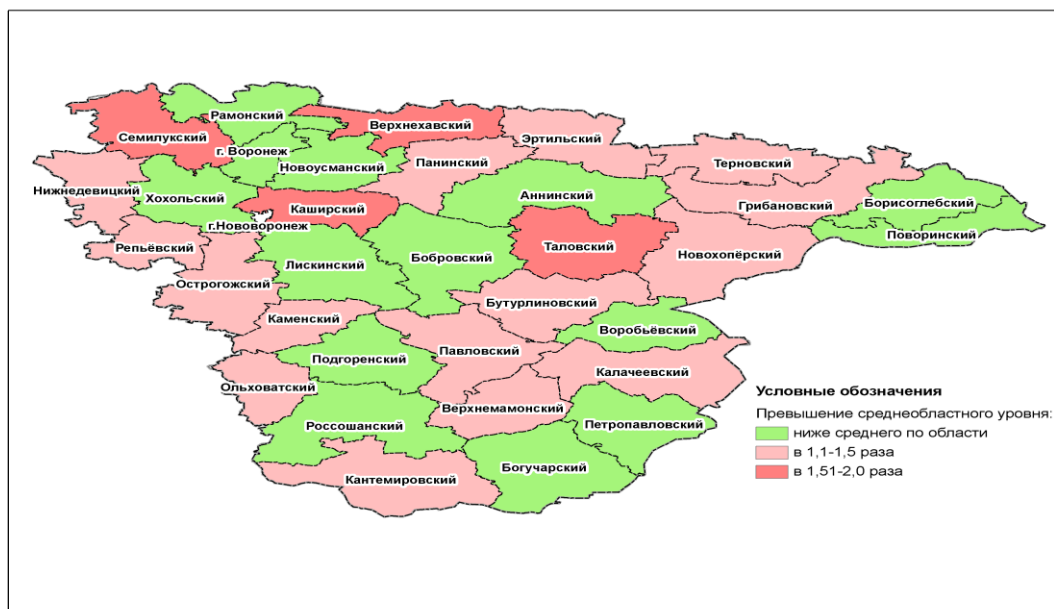 Рамонский
Семилукский
Верхнехавский
Эртильский
г. Воронеж
Новоусманский
Панинский
Терновский
Нижнедевицкий
Хохольский
Аннинский
Грибановский
Борисоглебский
Каширский
г.Нововоронеж
Поворинский
Репьёвский
Лискинский
Бобровский
Таловский
Новохопёрский
Острогожский
Бутурлиновский
Каменский
Воробьёвский
Подгоренский
Павловский
Калачеевский
Ольховатский
Верхнемамонский
Россошанский
Петропавловский
Богучарский
Кантемировский
Условные обозначения
Превышение среднеобластного уровня:
ниже среднего по области
в 1,1-1,5 раза
в 1,51-2,0 раза